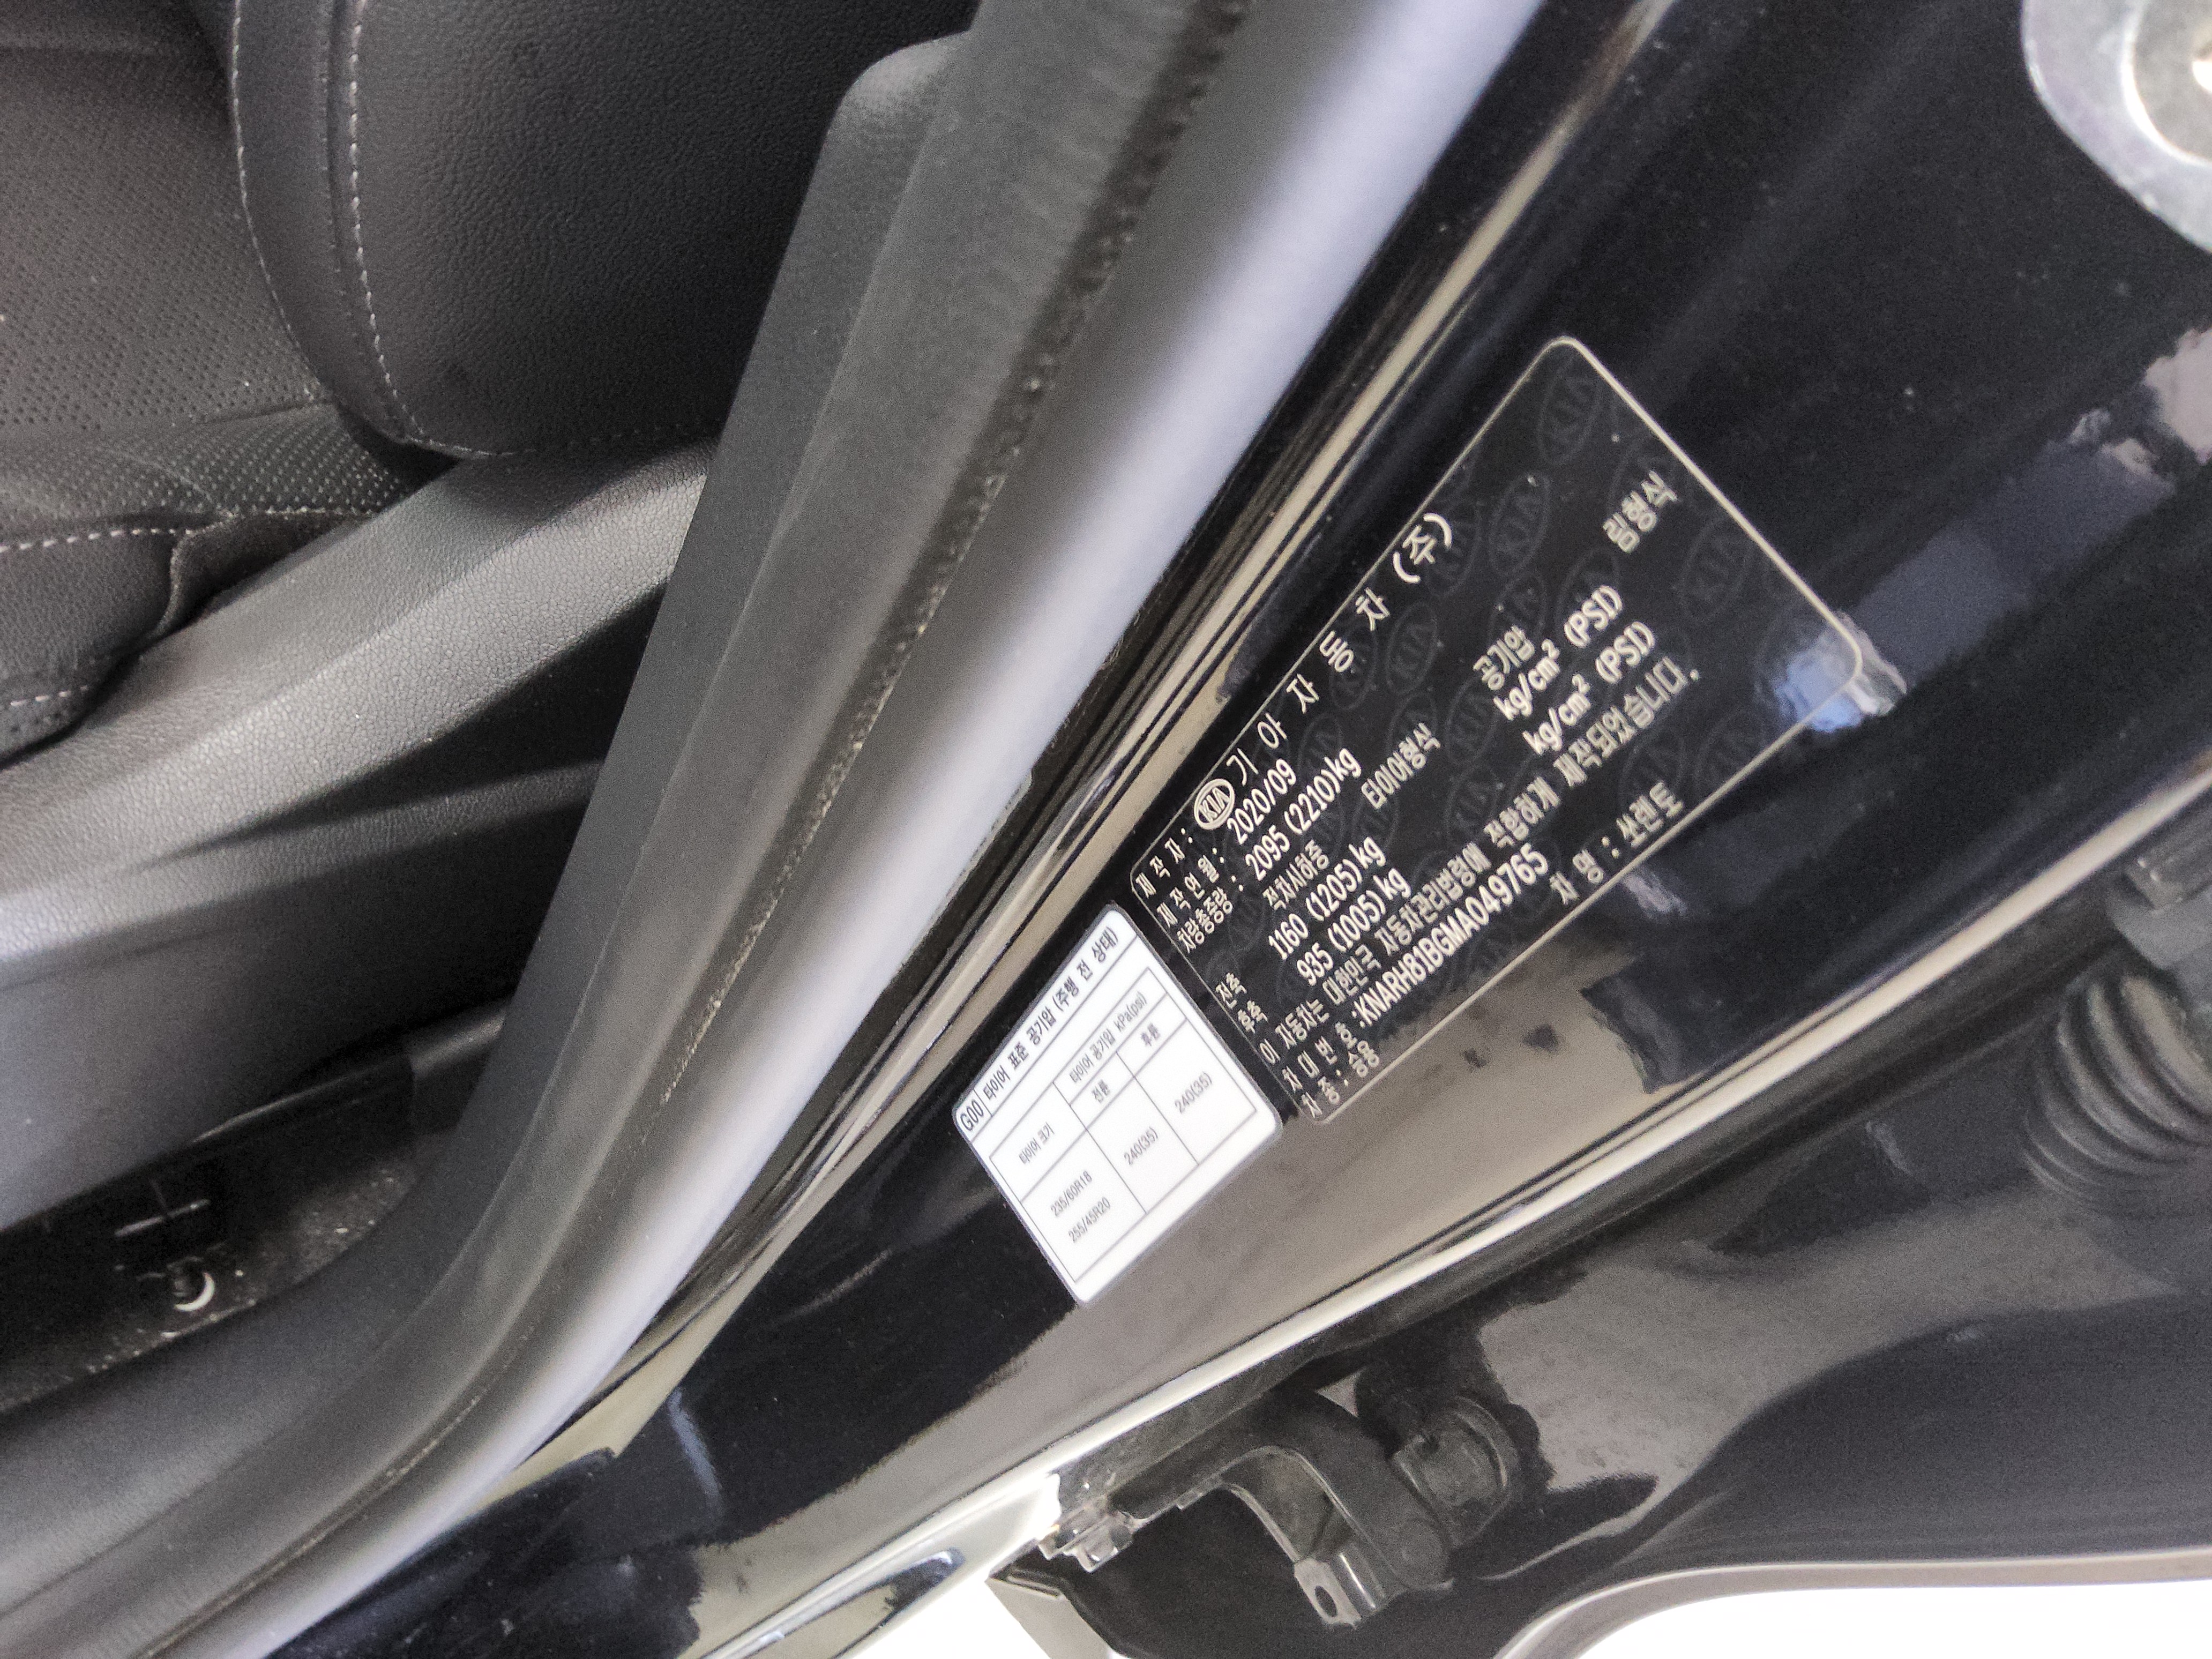 제 작 자 : KIA 기 아 자 동 차 (주)
제 작 연 월 : 2020/09
차량총중량 : 2095 (2210)kg
적차시하중 타이어형식 공기압 림형식
전축 1160 (1205)kg kg/cm² (PSI)
후축 935 (1005)kg kg/cm² (PSI)
이 자동차는 대한민국 자동차관리법령에 적합하게 제작되었습니다.
차 대 번 호 :KNARH81BGMA049765
차 종 : 승용 차 명 : 쏘렌토
G00 타이어 표준 공기압 (주행 전 상태)
타이어 크기 타이어 공기압 kPa(psi)
전륜 후륜
235/60R18
255/45R20
240(35) 240(35)